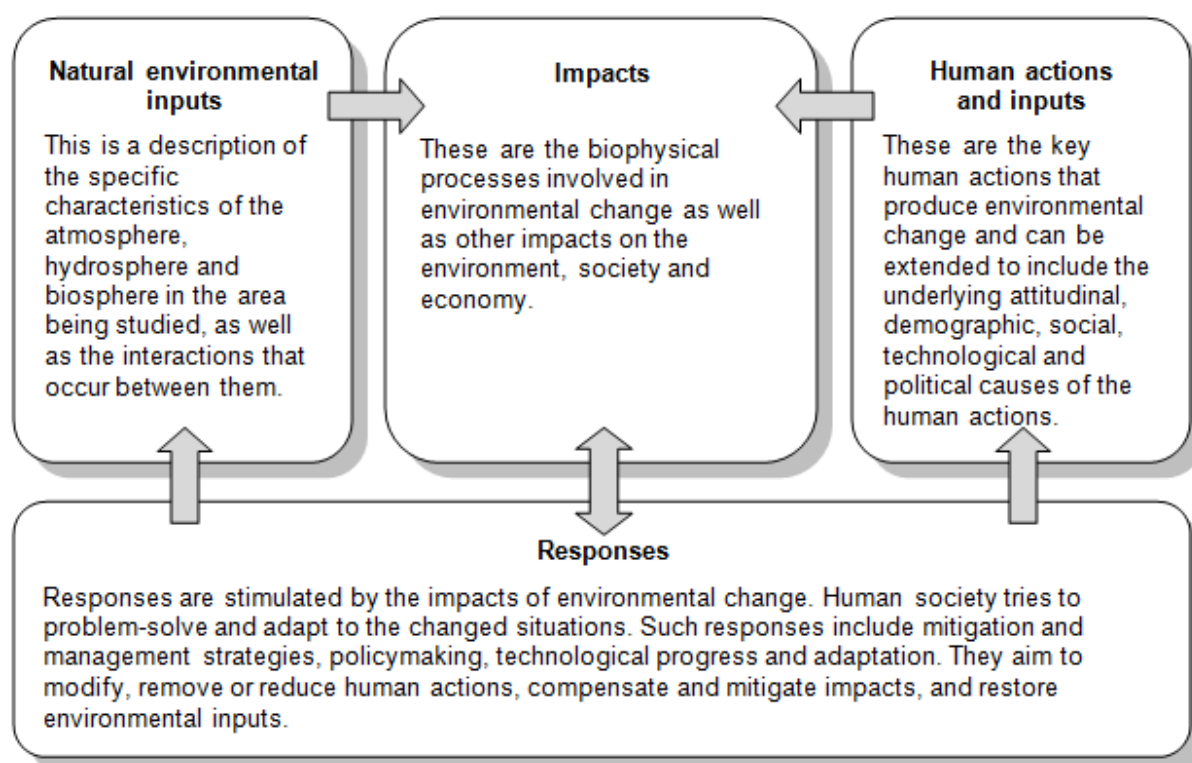 Natural environmental
inputs
This is a description of
the specific
characteristics of the
atmosphere,
hydrosphere and
biosphere in the area
being studied, as well
as the interactions that
occur between them.
Impacts
These are the biophysical
processes involved in
environmental change as well
as other impacts on the
environment, society and
economy.
Human actions
and inputs
These are the key
human actions that
produce environmental
change and can be
extended to include the
underlying attitudinal,
demographic, social,
technological and
political causes of the
human actions.
Responses
Responses are stimulated by the impacts of environmental change. Human society tries to
problem-solve and adapt to the changed situations. Such responses include mitigation and
management strategies, policymaking, technological progress and adaptation. They aim to
modify, remove or reduce human actions, compensate and mitigate impacts, and restore
environmental inputs.